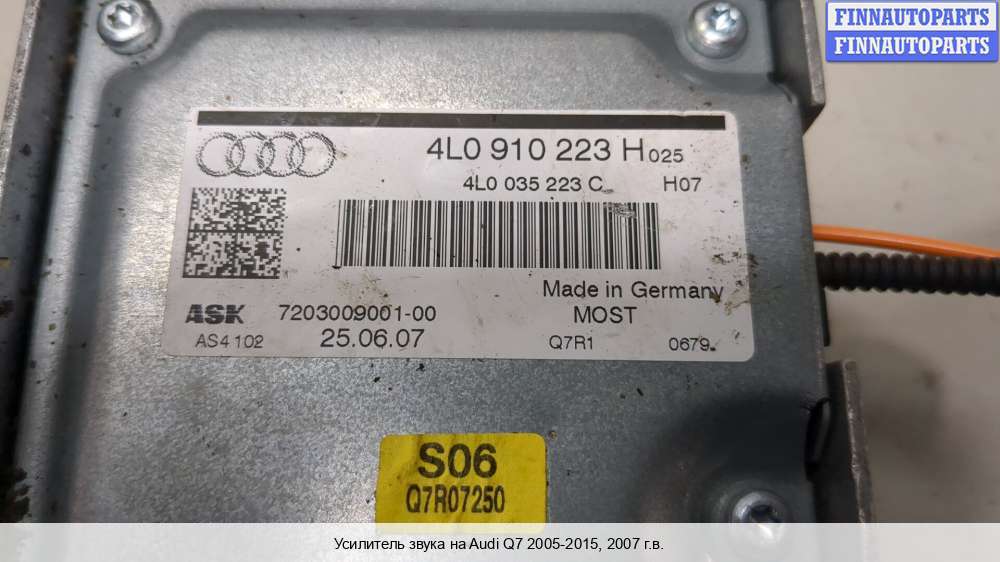 FINNAUTOPARTS
FINNAUTOPARTS
4L0 910 223 H 025
4L0 035 223 C H07
Made in Germany
ASK 7203009001-00 MOST
AS4 102 25.06.07 Q7R1 0679
S06
Q7R07250
Усилитель звука на Audi Q7 2005-2015, 2007 г.в.